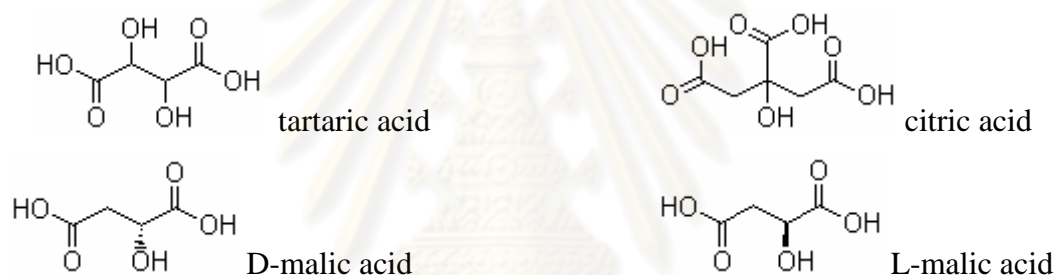 OH O
HO OH
O OH tartaric acid
O OH
OH O
O OH
OH citric acid
O
HO OH
O OH D-malic acid
O
HO OH
O OH L-malic acid